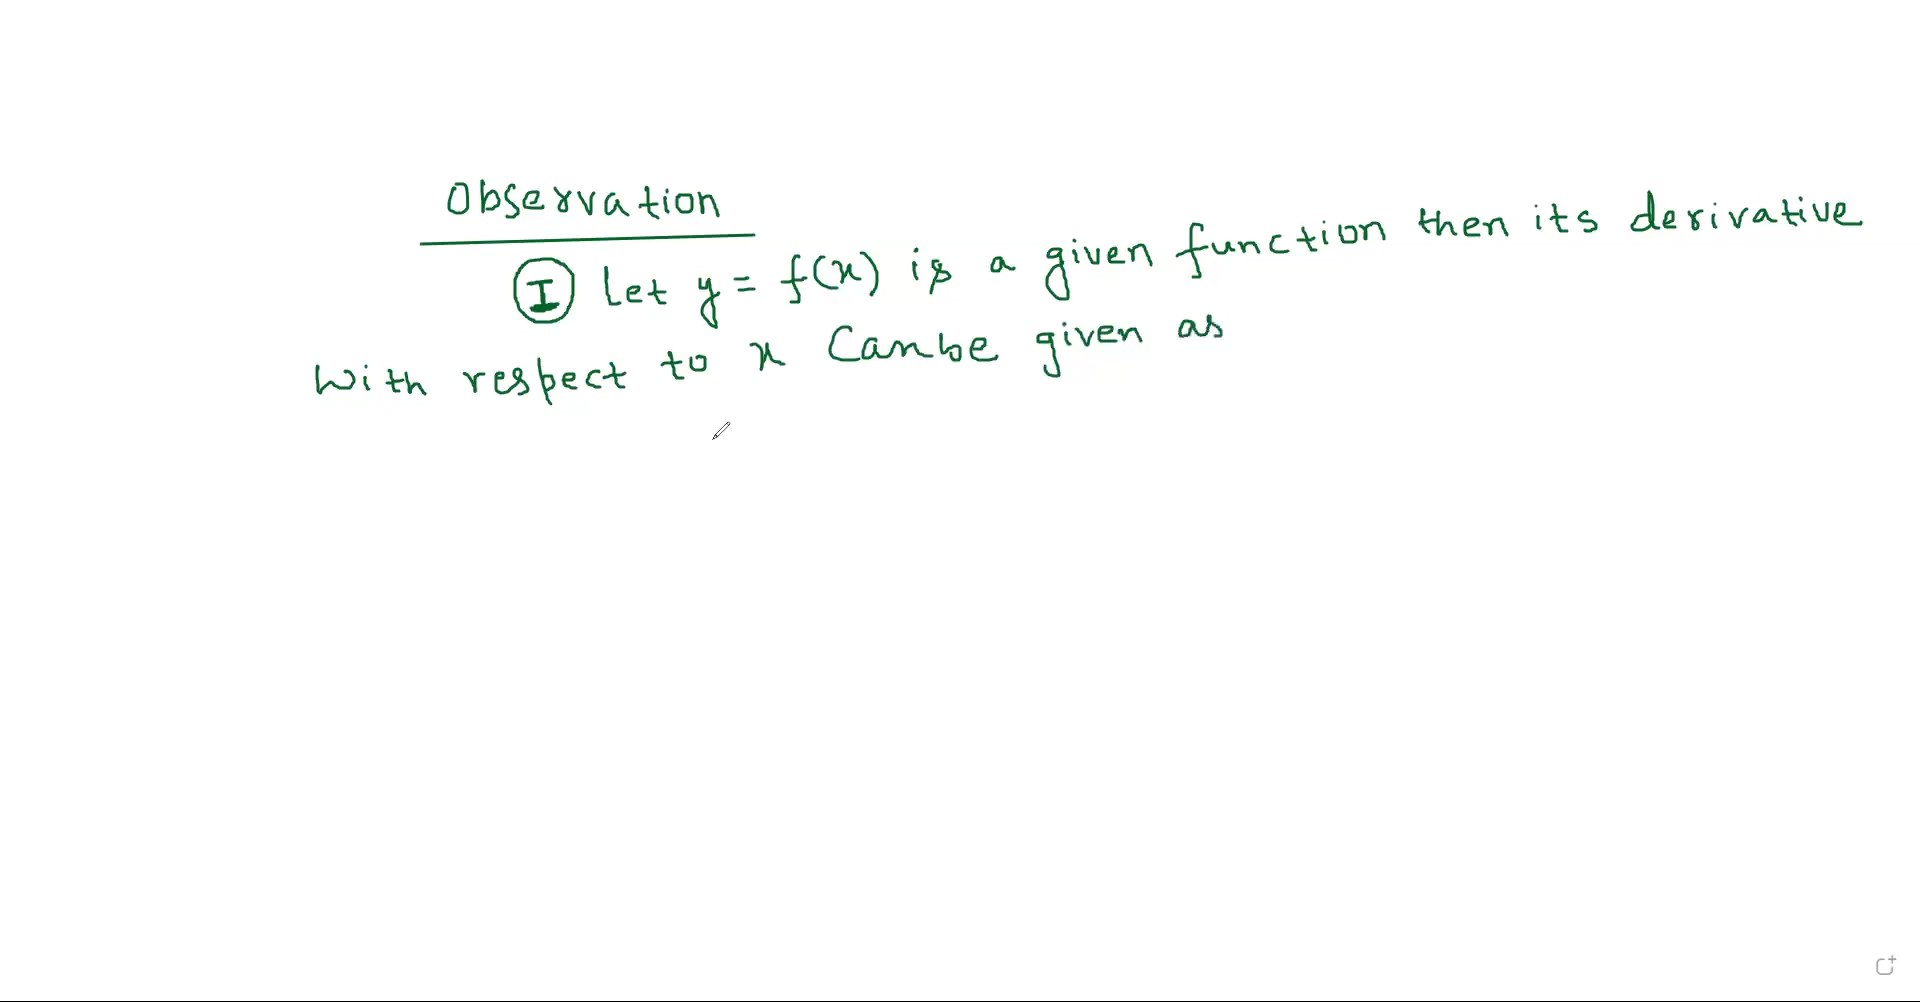 Observation
I Let y = f(x) is a given function then its derivative
with respect to x Canbe given as